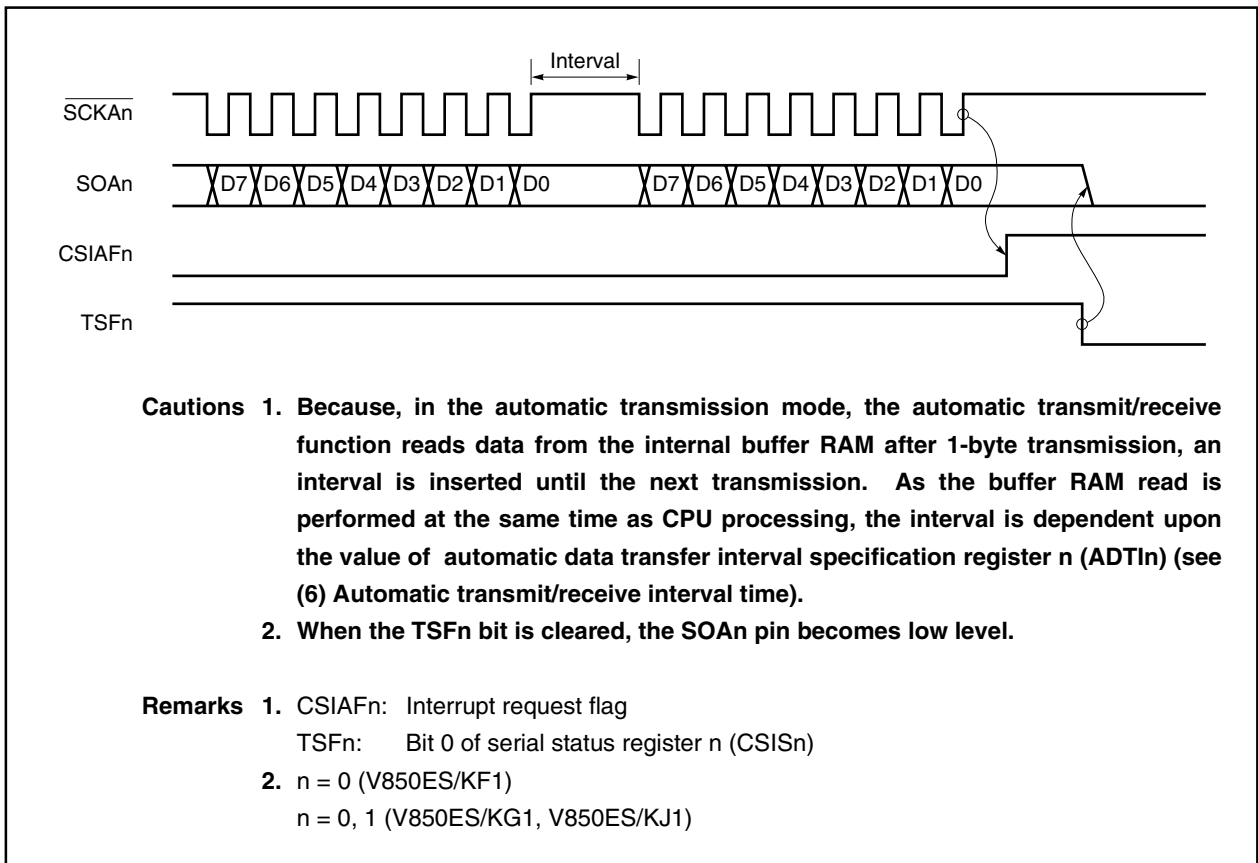 Interval
SCKAn
SOAn D7 D6 D5 D4 D3 D2 D1 D0 D7 D6 D5 D4 D3 D2 D1 D0
CSIAFn
TSFn
Cautions 1. Because, in the automatic transmission mode, the automatic transmit/receive
function reads data from the internal buffer RAM after 1-byte transmission, an
interval is inserted until the next transmission. As the buffer RAM read is
performed at the same time as CPU processing, the interval is dependent upon
the value of automatic data transfer interval specification register n (ADTIn) (see
(6) Automatic transmit/receive interval time).
2. When the TSFn bit is cleared, the SOAn pin becomes low level.
Remarks 1. CSIAFn: Interrupt request flag
TSFn: Bit 0 of serial status register n (CSISn)
2. n = 0 (V850ES/KF1)
n = 0, 1 (V850ES/KG1, V850ES/KJ1)